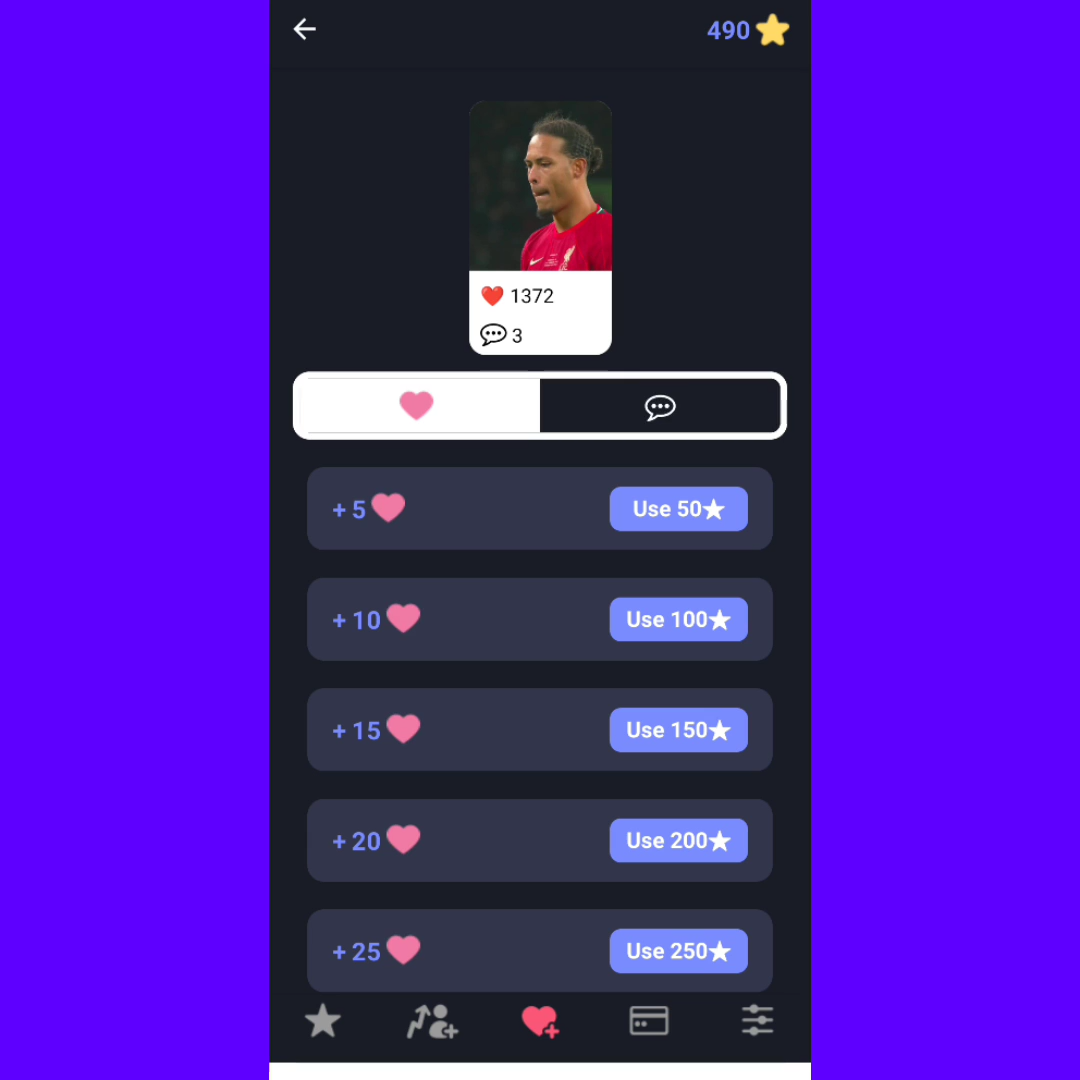 490
1372
3
+ 5
Use 50★
+ 10
Use 100★
+ 15
Use 150★
+ 20
Use 200★
+ 25
Use 250★